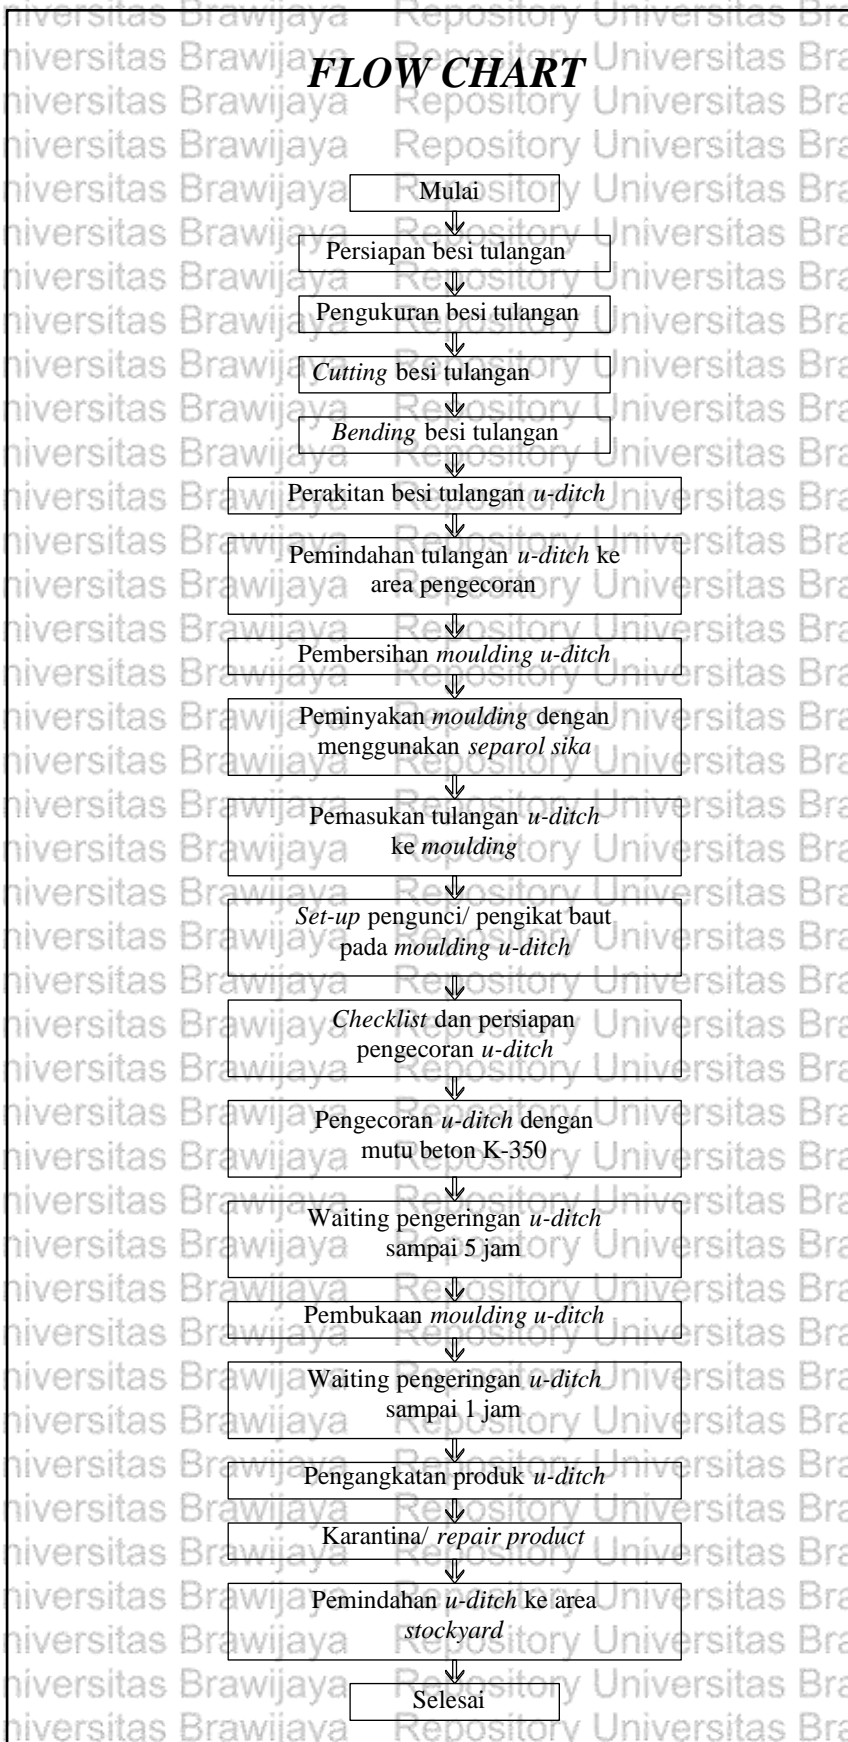 FLOW CHART
Mulai
Persiapan besi tulangan
Pengukuran besi tulangan
Cutting besi tulangan
Bending besi tulangan
Perakitan besi tulangan u-ditch
Pemindahan tulangan u-ditch ke
area pengecoran
Pembersihan moulding u-ditch
Peminyakan moulding dengan
menggunakan separol sika
Pemasukan tulangan u-ditch
ke moulding
Set-up pengunci/ pengikat baut
pada moulding u-ditch
Checklist dan persiapan
pengecoran u-ditch
Pengecoran u-ditch dengan
mutu beton K-350
Waiting pengeringan u-ditch
sampai 5 jam
Pembukaan moulding u-ditch
Waiting pengeringan u-ditch
sampai 1 jam
Pengangkatan produk u-ditch
Karantina/ repair product
Pemindahan u-ditch ke area
stockyard
Selesai